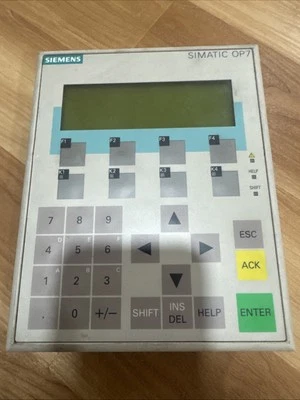 SIEMENS SIMATIC OP7
F1 F2 F3 F4
K1 K2 K3 K4
HELP
SHIFT
7 8 9
ESC
4 D 5 E 6 F
ACK
1 A 2 B 3 C
0 +/-
SHIFT INS DEL HELP ENTER